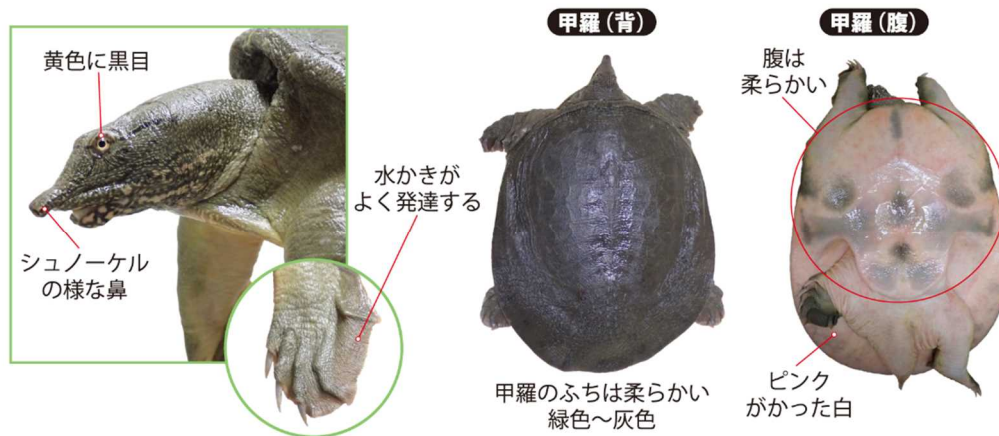 黄色に黒目
シュノーケル
の様な鼻
水かきが
よく発達する
甲羅（背）
甲羅のふちは柔らかい
緑色～灰色
甲羅（腹）
腹は
柔らかい
ピンク
がかった白